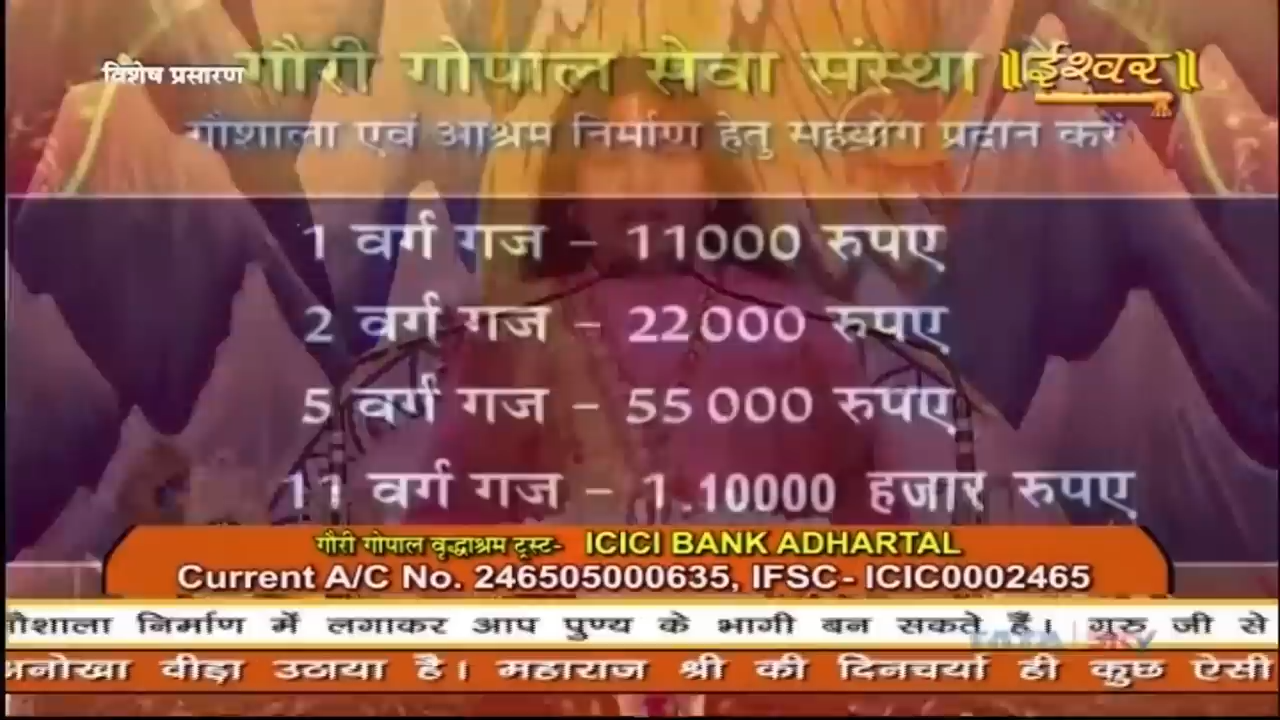 विशेष प्रसारण
गौरी गोपाल सेवा संस्था
॥ईश्वर॥
गौशाला एवं आश्रम निर्माण हेतु सहयोग प्रदान करें
1 वर्ग गज - 11000 रुपए
2 वर्ग गज - 22000 रुपए
5 वर्ग गज - 55000 रुपए
11 वर्ग गज - 1.10000 हजार रुपए
गौरी गोपाल वृद्धाश्रम ट्रस्ट- ICICI BANK ADHARTAL
Current A/C No. 246505000635, IFSC- ICIC0002465
गौशाला निर्माण में लगाकर आप पुण्य के भागी बन सकते हैं। गुरु जी से
TATA SKY
अनोखा वीड़ा उठाया है। महाराज श्री की दिनचर्या ही कुछ ऐसी